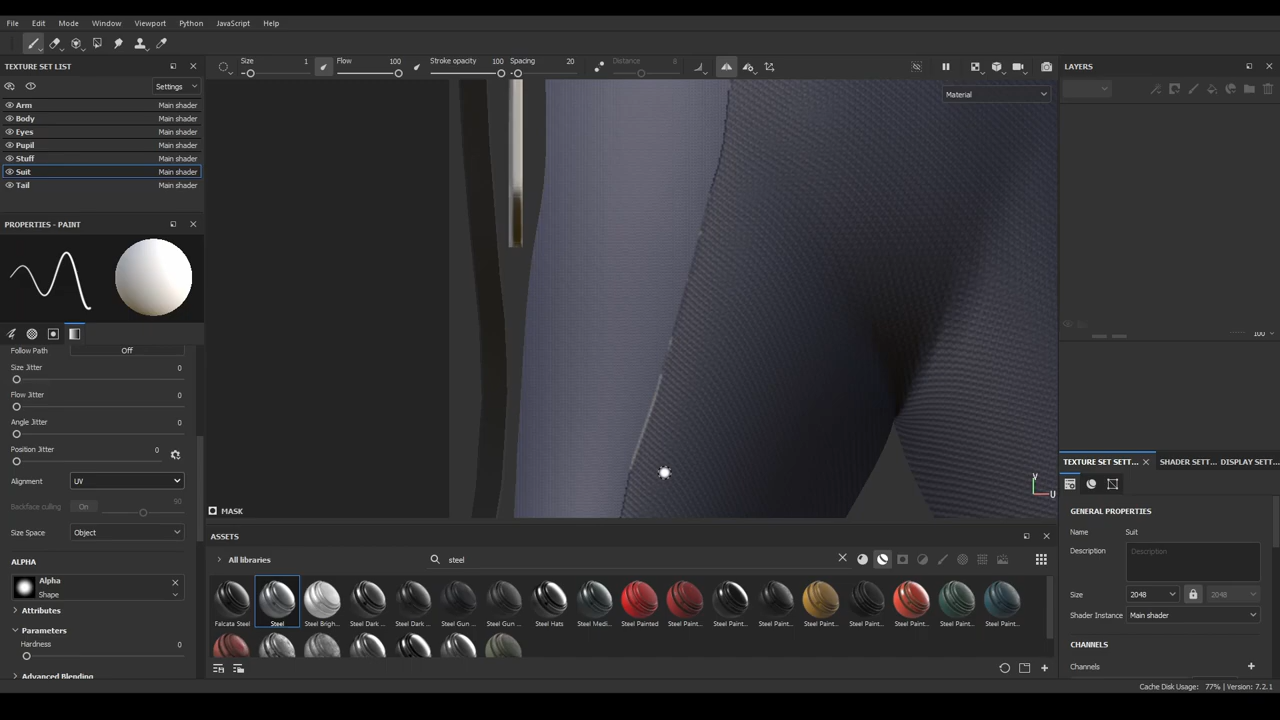 File Edit Mode Window Viewport Python JavaScript Help
TEXTURE SET LIST
Settings
Arm Main shader
Body Main shader
Eyes Main shader
Pupil Main shader
Stuff Main shader
Suit Main shader
Tail Main shader
PROPERTIES - PAINT
Follow Path Off
Size Jitter 0
Flow Jitter 0
Angle Jitter 0
Position Jitter 0
Alignment UV
Backface culling On 90
Size Space Object
ALPHA
Alpha
Shape
Attributes
Parameters
Hardness 0
Advanced Blending
Size 1 Flow 100 Stroke opacity 100 Spacing 20 Distance 8
Material
V
U
MASK
ASSETS
All libraries steel
Falcata Steel Steel Steel Brigh... Steel Dark ... Steel Dark ... Steel Gun ... Steel Gun ... Steel Hats Steel Medi... Steel Painted Steel Paint... Steel Paint... Steel Paint... Steel Paint... Steel Paint... Steel Paint... Steel Paint... Steel Paint...
LAYERS
100
TEXTURE SET SETT... SHADER SETT... DISPLAY SETT...
GENERAL PROPERTIES
Name Suit
Description Description
Size 2048 2048
Shader Instance Main shader
CHANNELS
Channels
Cache Disk Usage: 77% | Version: 7.2.1